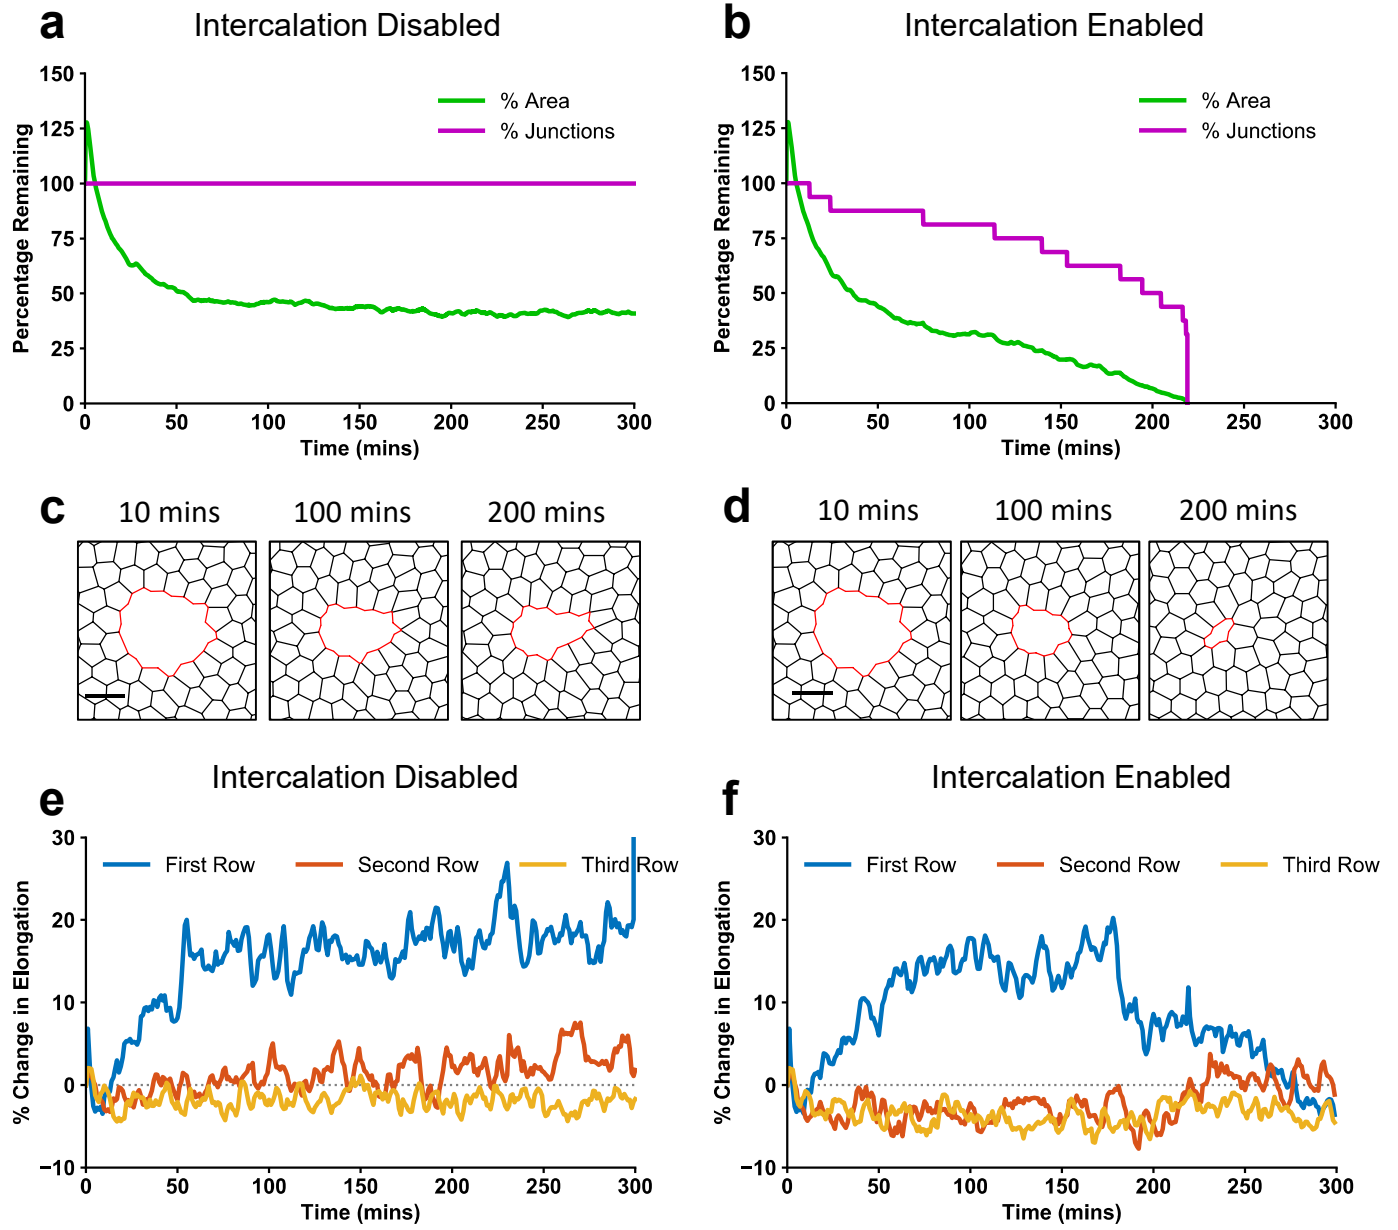 a Intercalation Disabled
150
125
100
75
50
25
0
Percentage Remaining
% Area
% Junctions
0 50 100 150 200 250 300
Time (mins)
b Intercalation Enabled
150
125
100
75
50
25
0
Percentage Remaining
% Area
% Junctions
0 50 100 150 200 250 300
Time (mins)
c 10 mins 100 mins 200 mins
d 10 mins 100 mins 200 mins
e Intercalation Disabled
30
20
10
0
−10
% Change in Elongation
First Row Second Row Third Row
0 50 100 150 200 250 300
Time (mins)
f Intercalation Enabled
30
20
10
0
−10
% Change in Elongation
First Row Second Row Third Row
0 50 100 150 200 250 300
Time (mins)